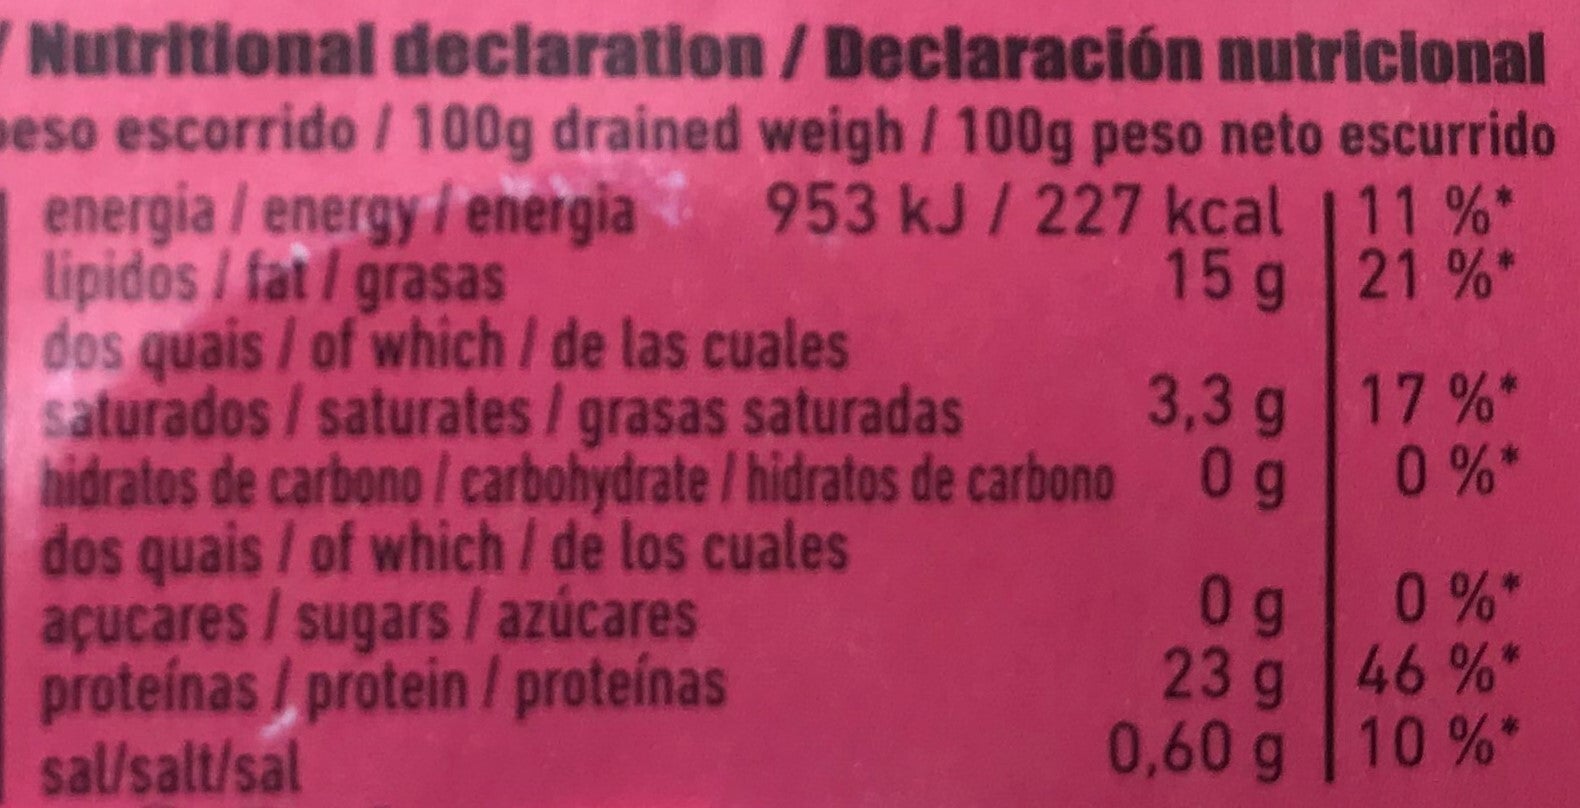 / Nutritional declaration / Declaración nutricional
peso escorrido / 100g drained weigh / 100g peso neto escurrido
energia / energy / energia 953 kJ / 227 kcal 11 %*
lipidos / fat / grasas 15 g 21 %*
dos quais / of which / de las cuales
saturados / saturates / grasas saturadas 3,3 g 17 %*
hidratos de carbono / carbohydrate / hidratos de carbono 0 g 0 %*
dos quais / of which / de los cuales
açucares / sugars / azúcares 0 g 0 %*
proteínas / protein / proteínas 23 g 46 %*
sal/salt/sal 0,60 g 10 %*